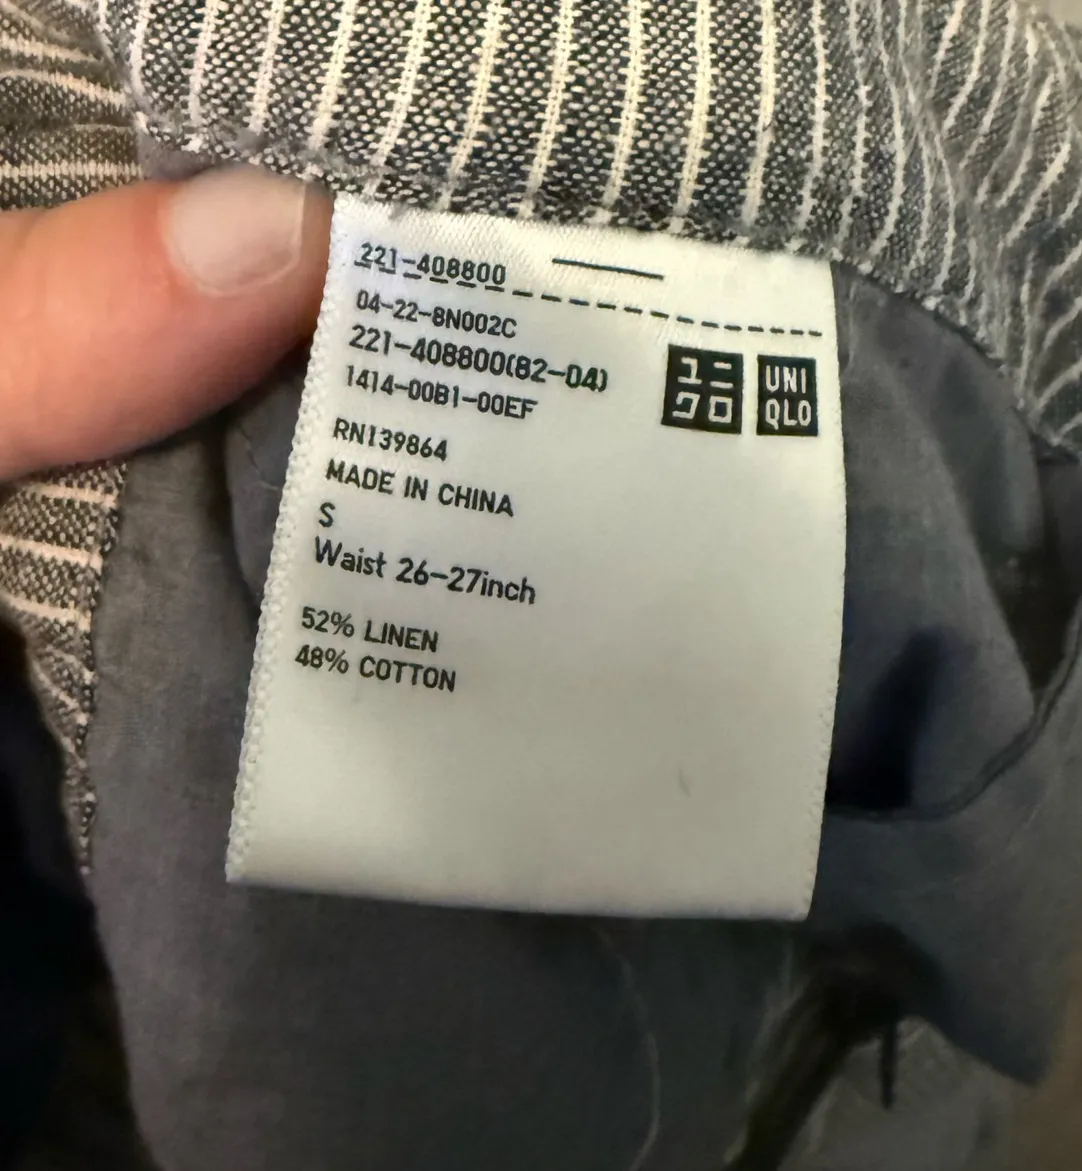 221-408800
04-22-8N002C
221-408800(82-04)
1414-00B1-00EF
ユニ
クロ
UNI
QLO
RN139864
MADE IN CHINA
S
Waist 26-27inch
52% LINEN
48% COTTON